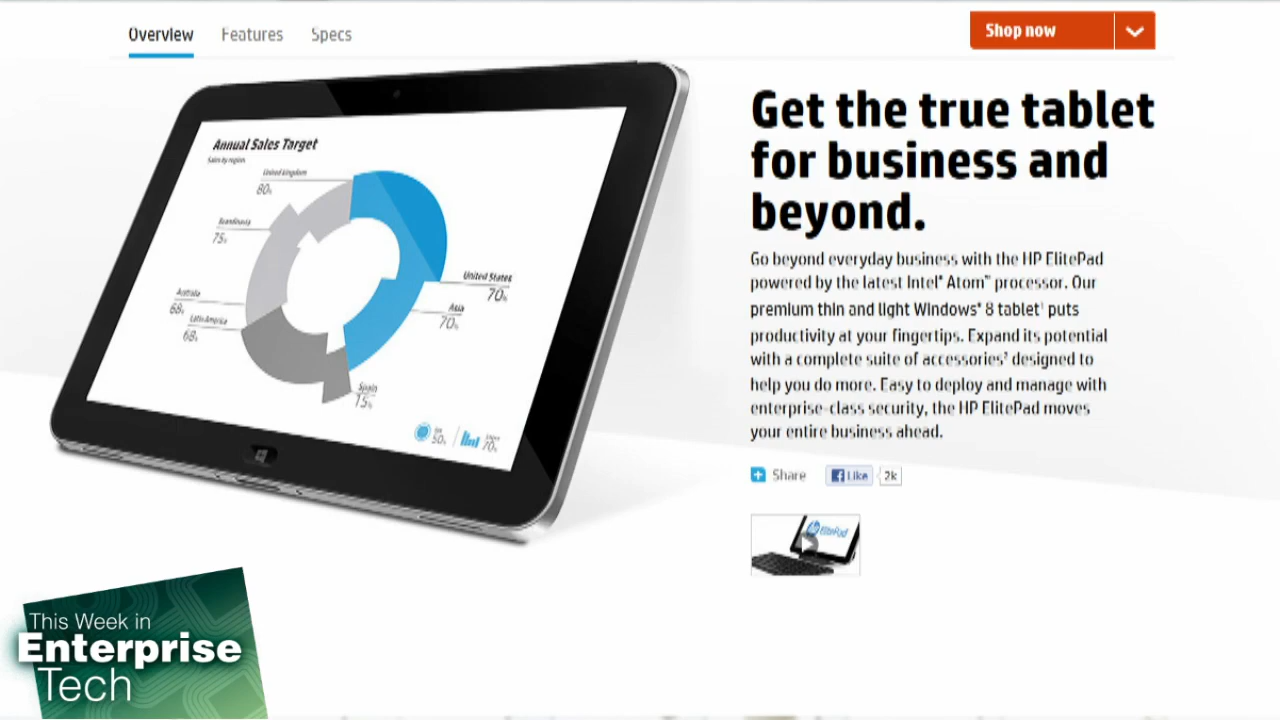 Overview Features Specs
Shop now
Get the true tablet
for business and
beyond.
Go beyond everyday business with the HP ElitePad
powered by the latest Intel® Atom™ processor. Our
premium thin and light Windows® 8 tablet¹ puts
productivity at your fingertips. Expand its potential
with a complete suite of accessories² designed to
help you do more. Easy to deploy and manage with
enterprise-class security, the HP ElitePad moves
your entire business ahead.
Share Like 2k
ElitePad
Annual Sales Target
Sales by region
United Kingdom
80%
Scandinavia
75%
Australia
68%
Latin America
68%
United States
70%
Asia
70%
Spain
15%
50%
70%
This Week in
Enterprise
Tech